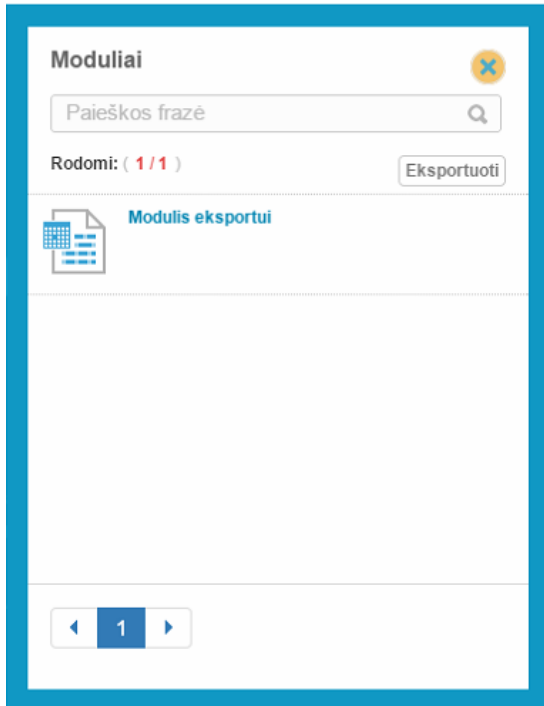 Moduliai
Paieškos frazė
Rodomi: ( 1 / 1 )
Eksportuoti
Modulis eksportui
1